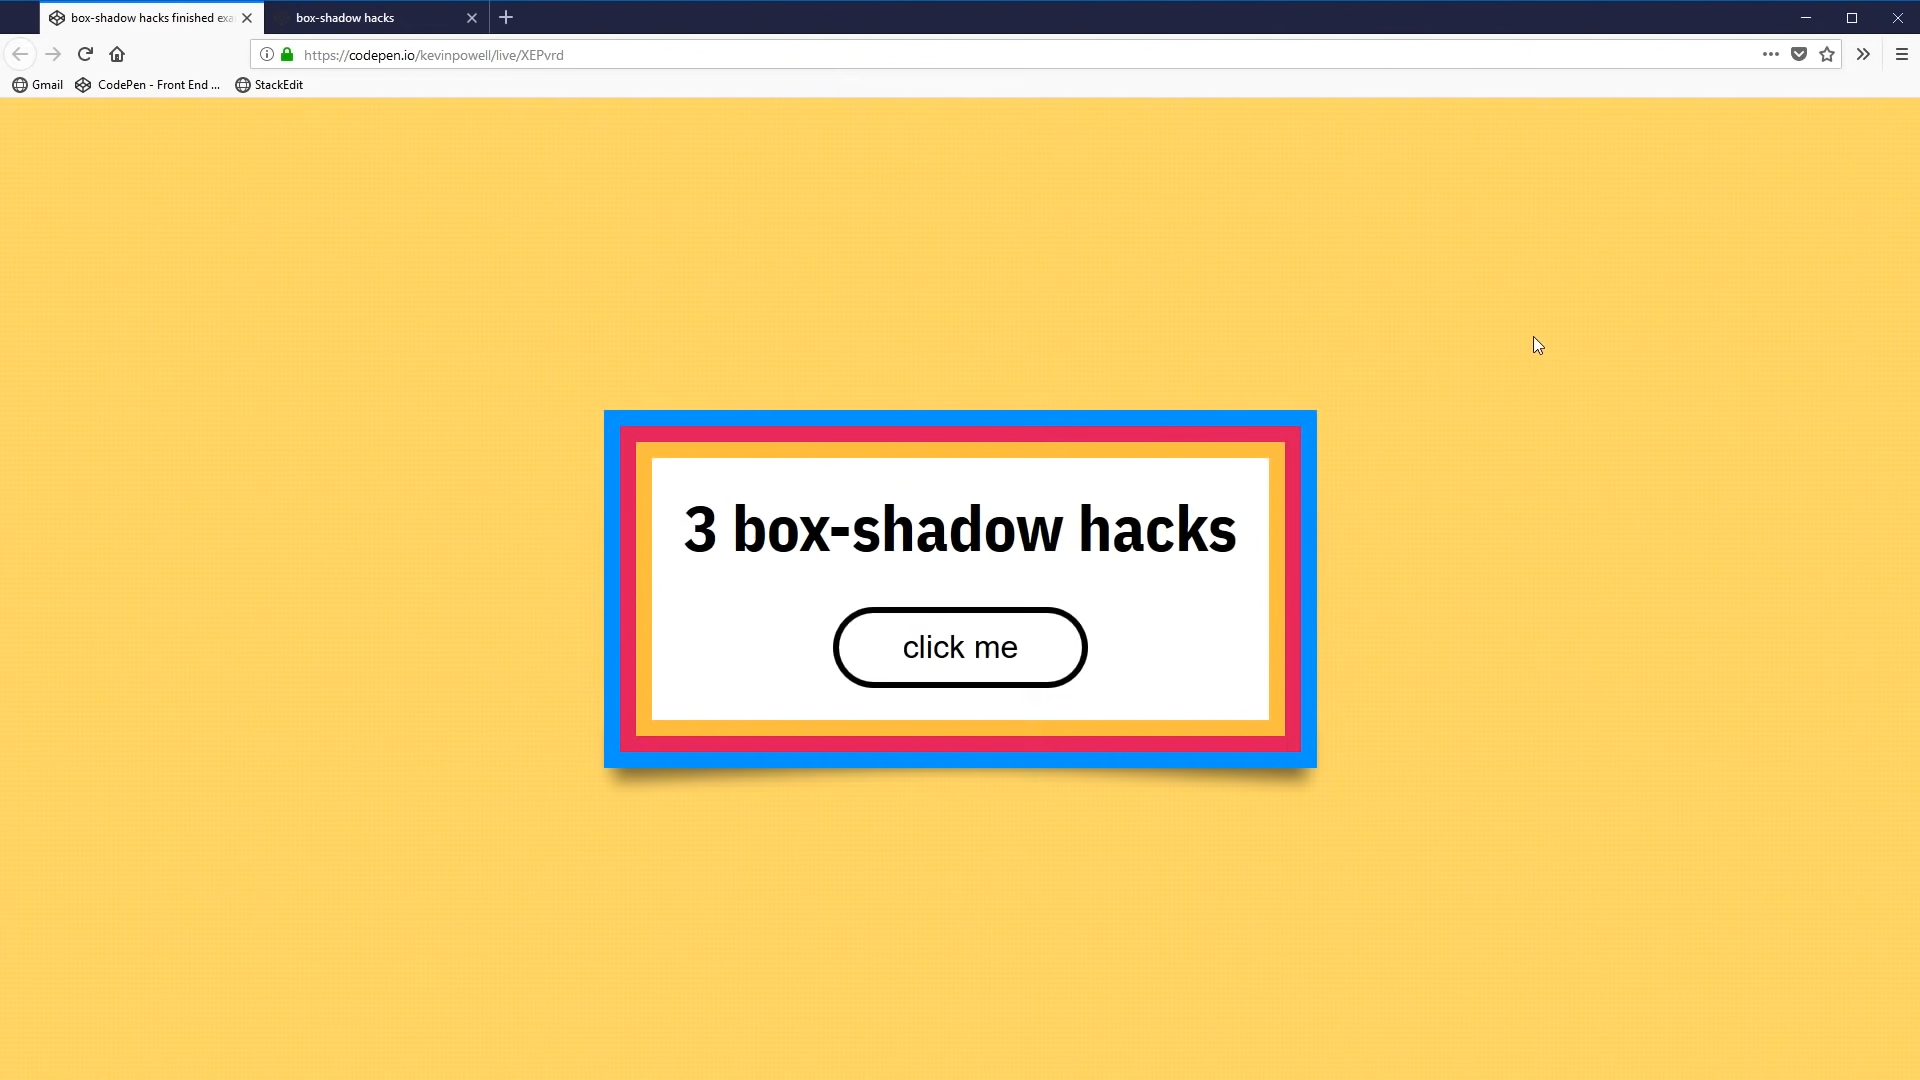 box-shadow hacks finished exa
box-shadow hacks
https://codepen.io/kevinpowell/live/XEPvrd
Gmail
CodePen - Front End ...
StackEdit
3 box-shadow hacks
click me